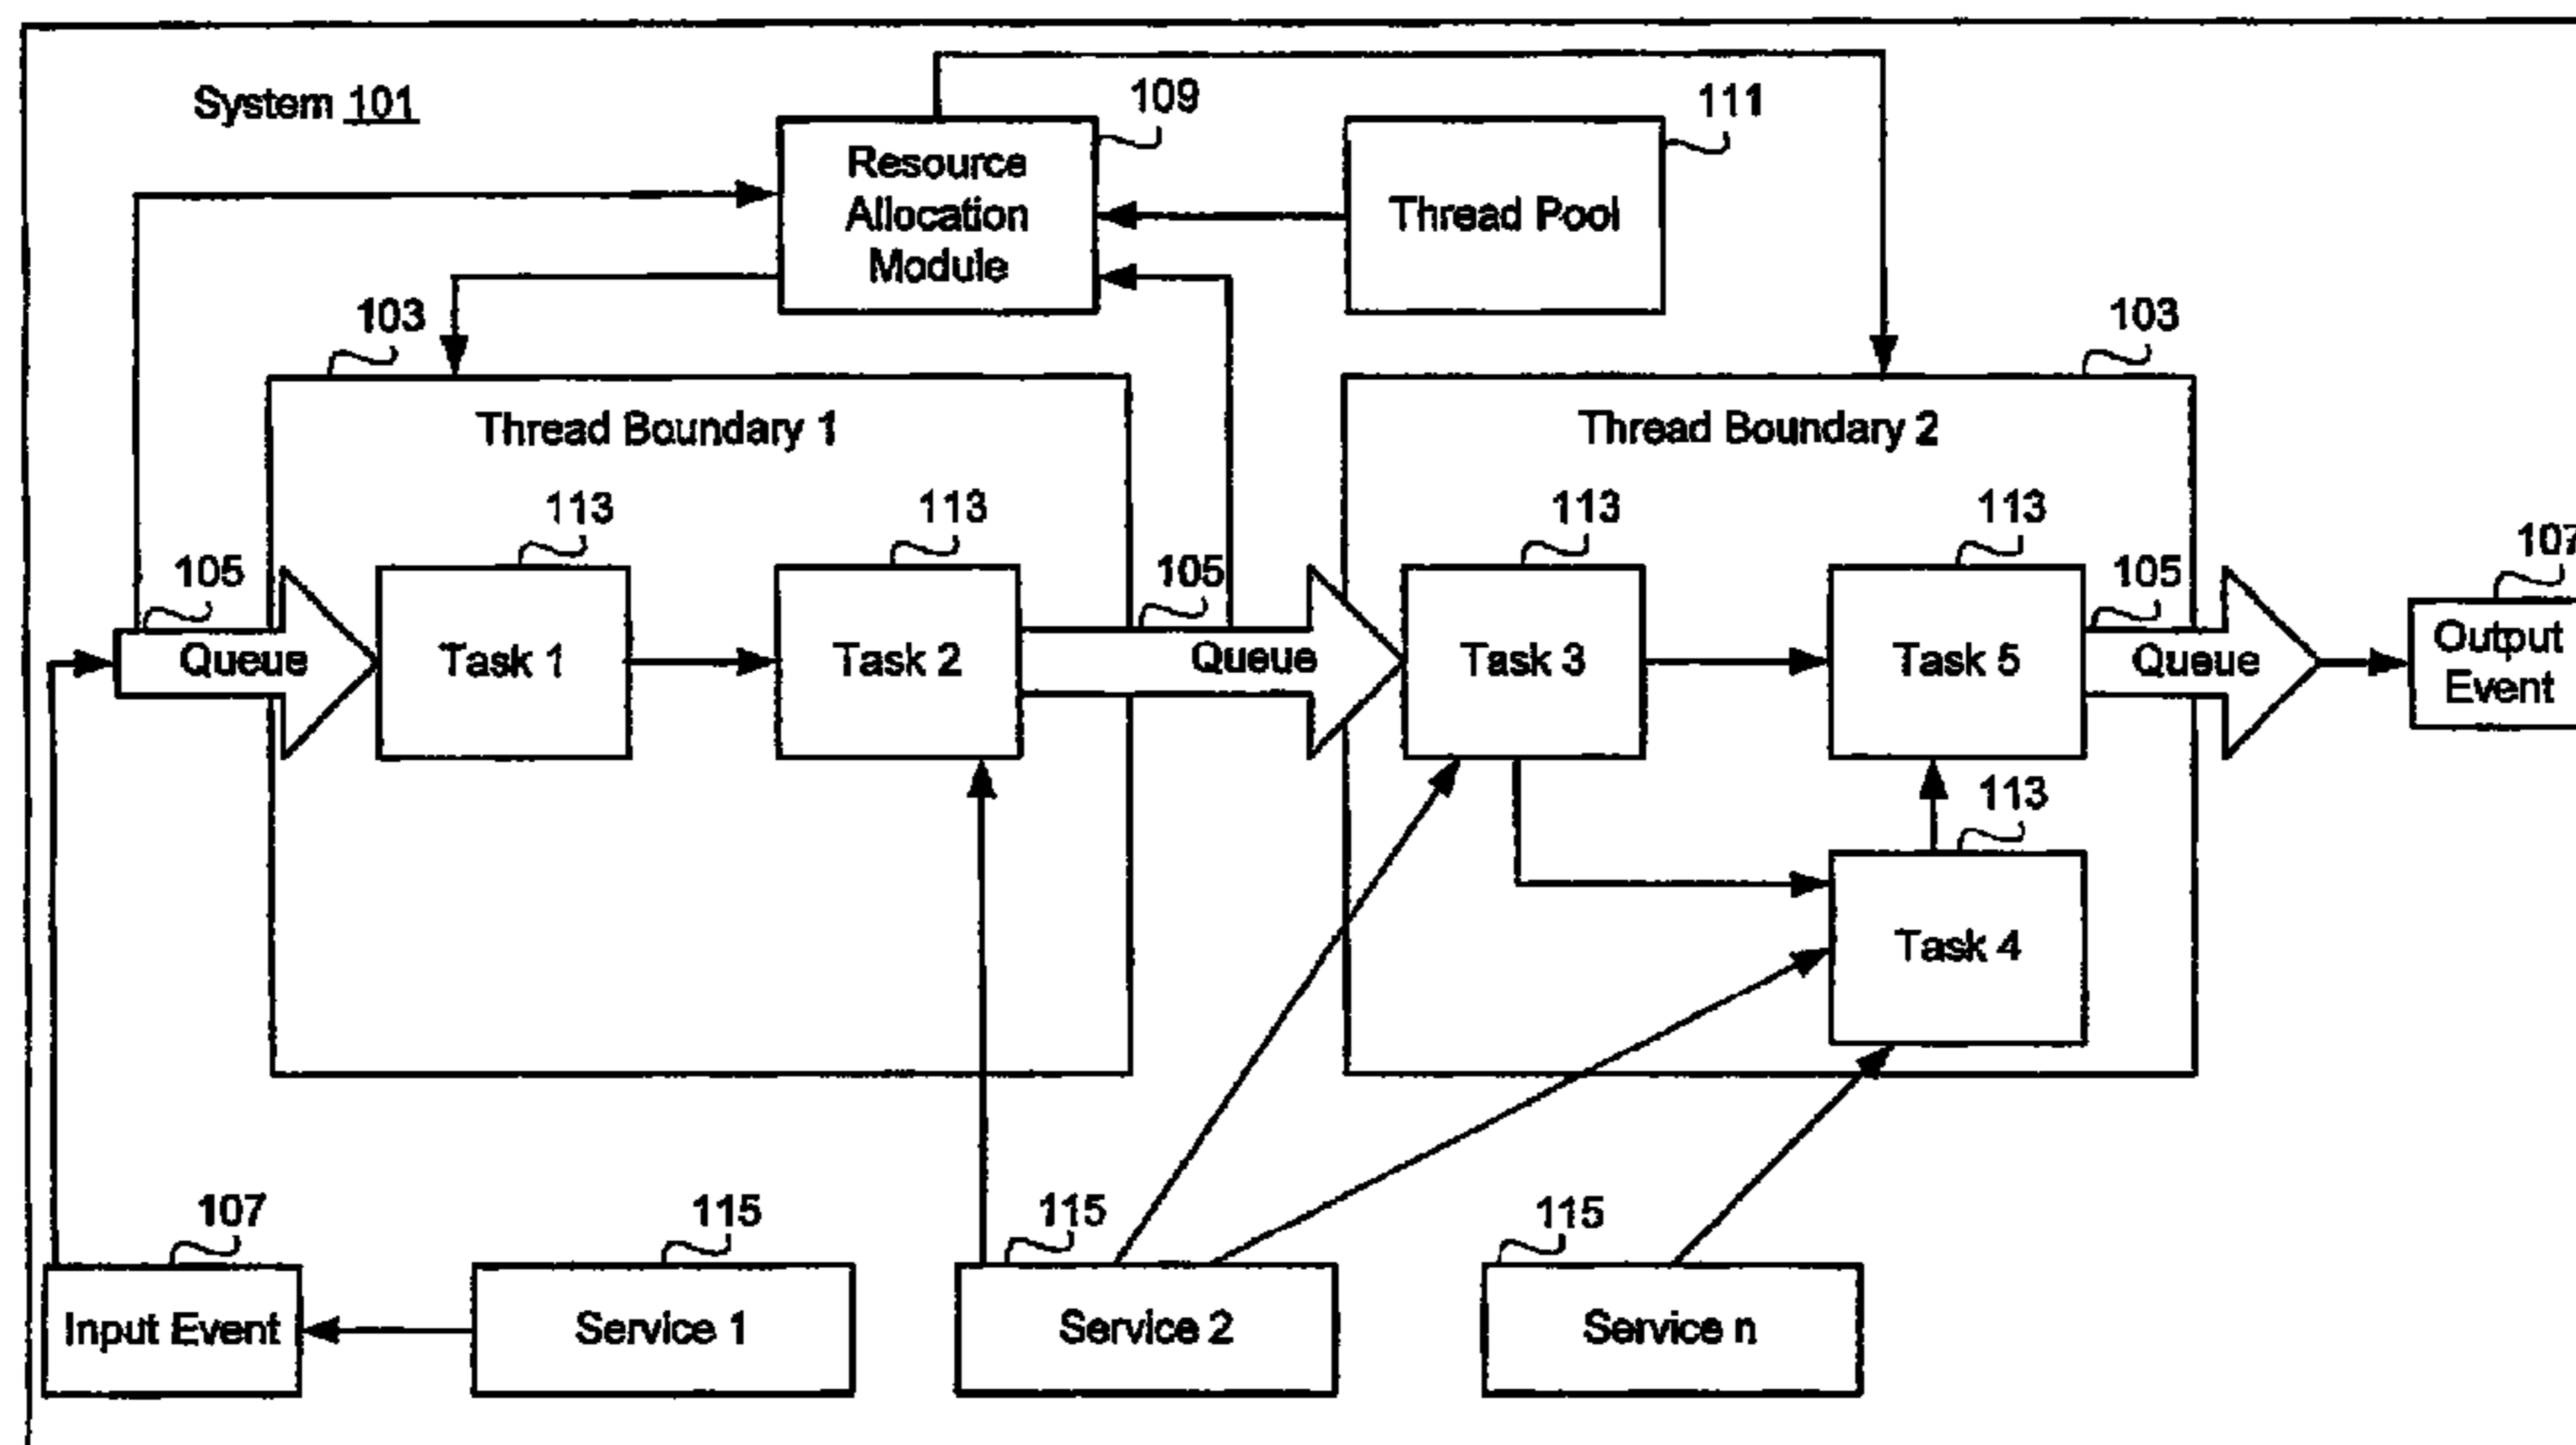 System 101
109
Resource
Allocation
Module
111
Thread Pool
103
Thread Boundary 1
103
Thread Boundary 2
105
Queue
113
Task 1
113
Task 2
105
Queue
113
Task 3
113
Task 5
105
Queue
107
Output
Event
113
Task 4
107
Input Event
115
Service 1
115
Service 2
115
Service n